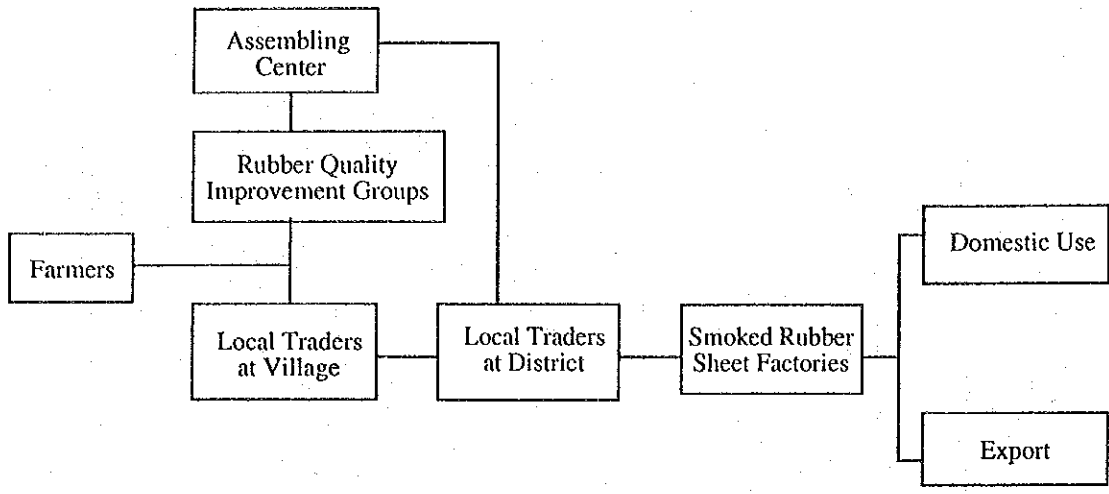 Assembling
Center
Rubber Quality
Improvement Groups
Farmers
Local Traders
at Village
Local Traders
at District
Smoked Rubber
Sheet Factories
Domestic Use
Export